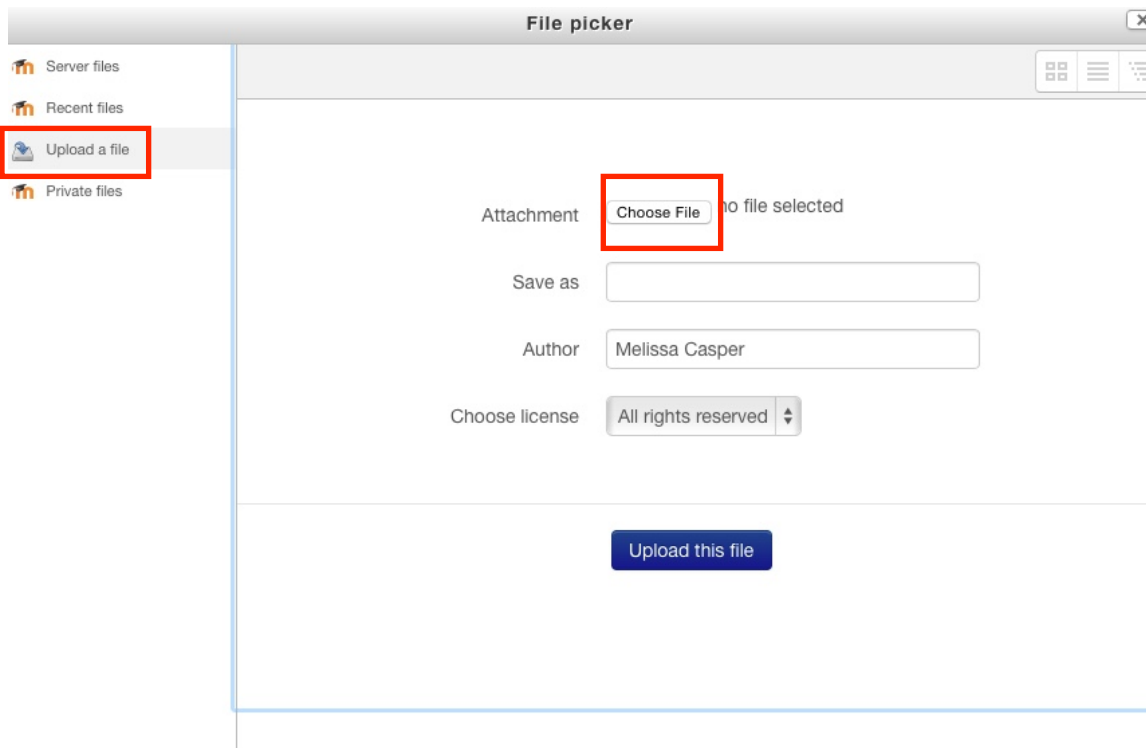 File picker
Server files
Recent files
Upload a file
Private files
Attachment Choose File no file selected
Save as
Author Melissa Casper
Choose license All rights reserved
Upload this file